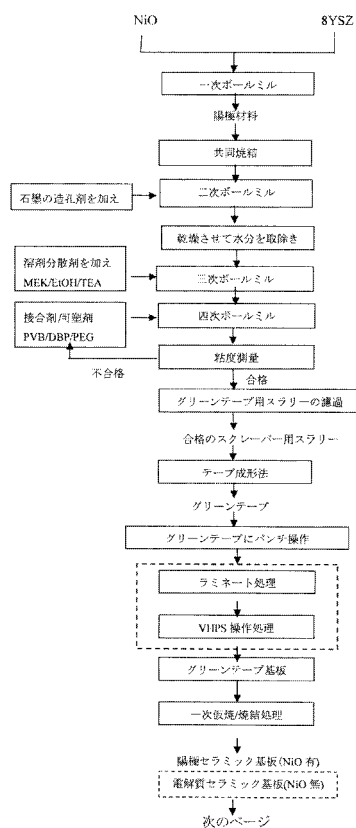 NiO
8YSZ
一次ボールミル
陽極材料
共同焼結
石墨の造孔剤を加え
二次ボールミル
乾燥させて水分を取除き
溶剤分散剤を加え
MEK/EtOH/TEA
三次ボールミル
接合剤/可塑剤
PVB/DBP/PEG
四次ボールミル
粘度測量
不合格
合格
グリーンテープ用スラリーの濾過
合格のスクレーパー用スラリー
テープ成形法
グリーンテープ
グリーンテープにパンチ操作
ラミネート処理
VHPS 操作処理
グリーンテープ基板
一次仮焼/焼結処理
陽極セラミック基板(NiO 有)
電解質セラミック基板(NiO 無)
次のページ